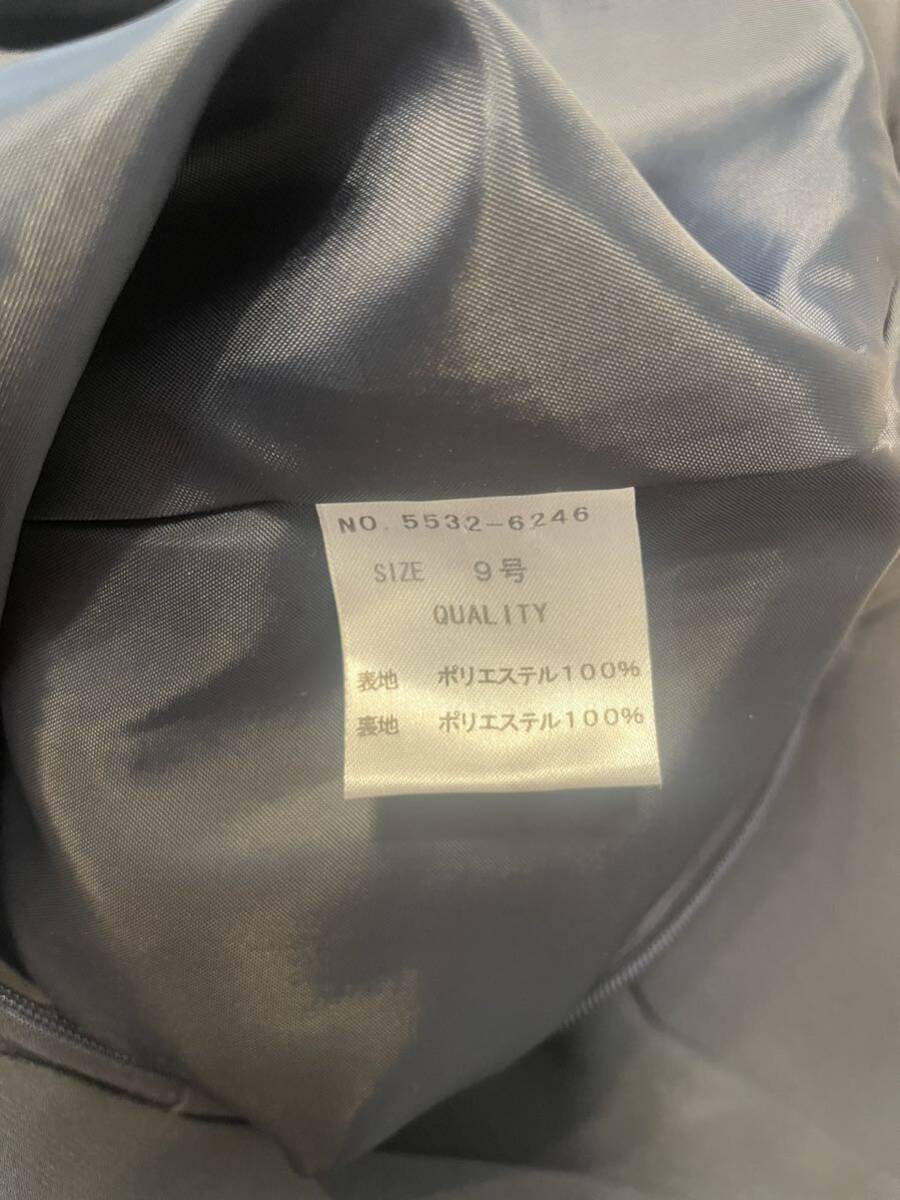 NO. 5532-6246
SIZE 9号
QUALITY
表地 ポリエステル100%
裏地 ポリエステル100%